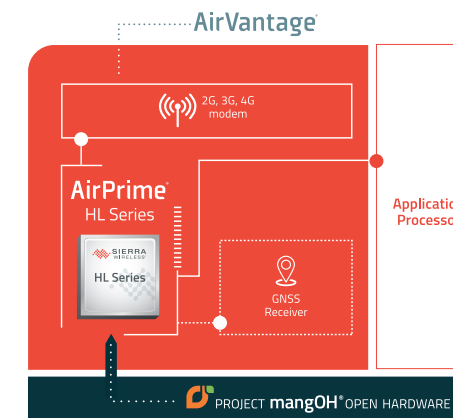 AirVantage
2G, 3G, 4G
modem
AirPrime®
HL Series
SIERRA
WIRELESS
HL Series
GNSS
Receiver
Applicatio
Processo
PROJECT mangOH® OPEN HARDWARE